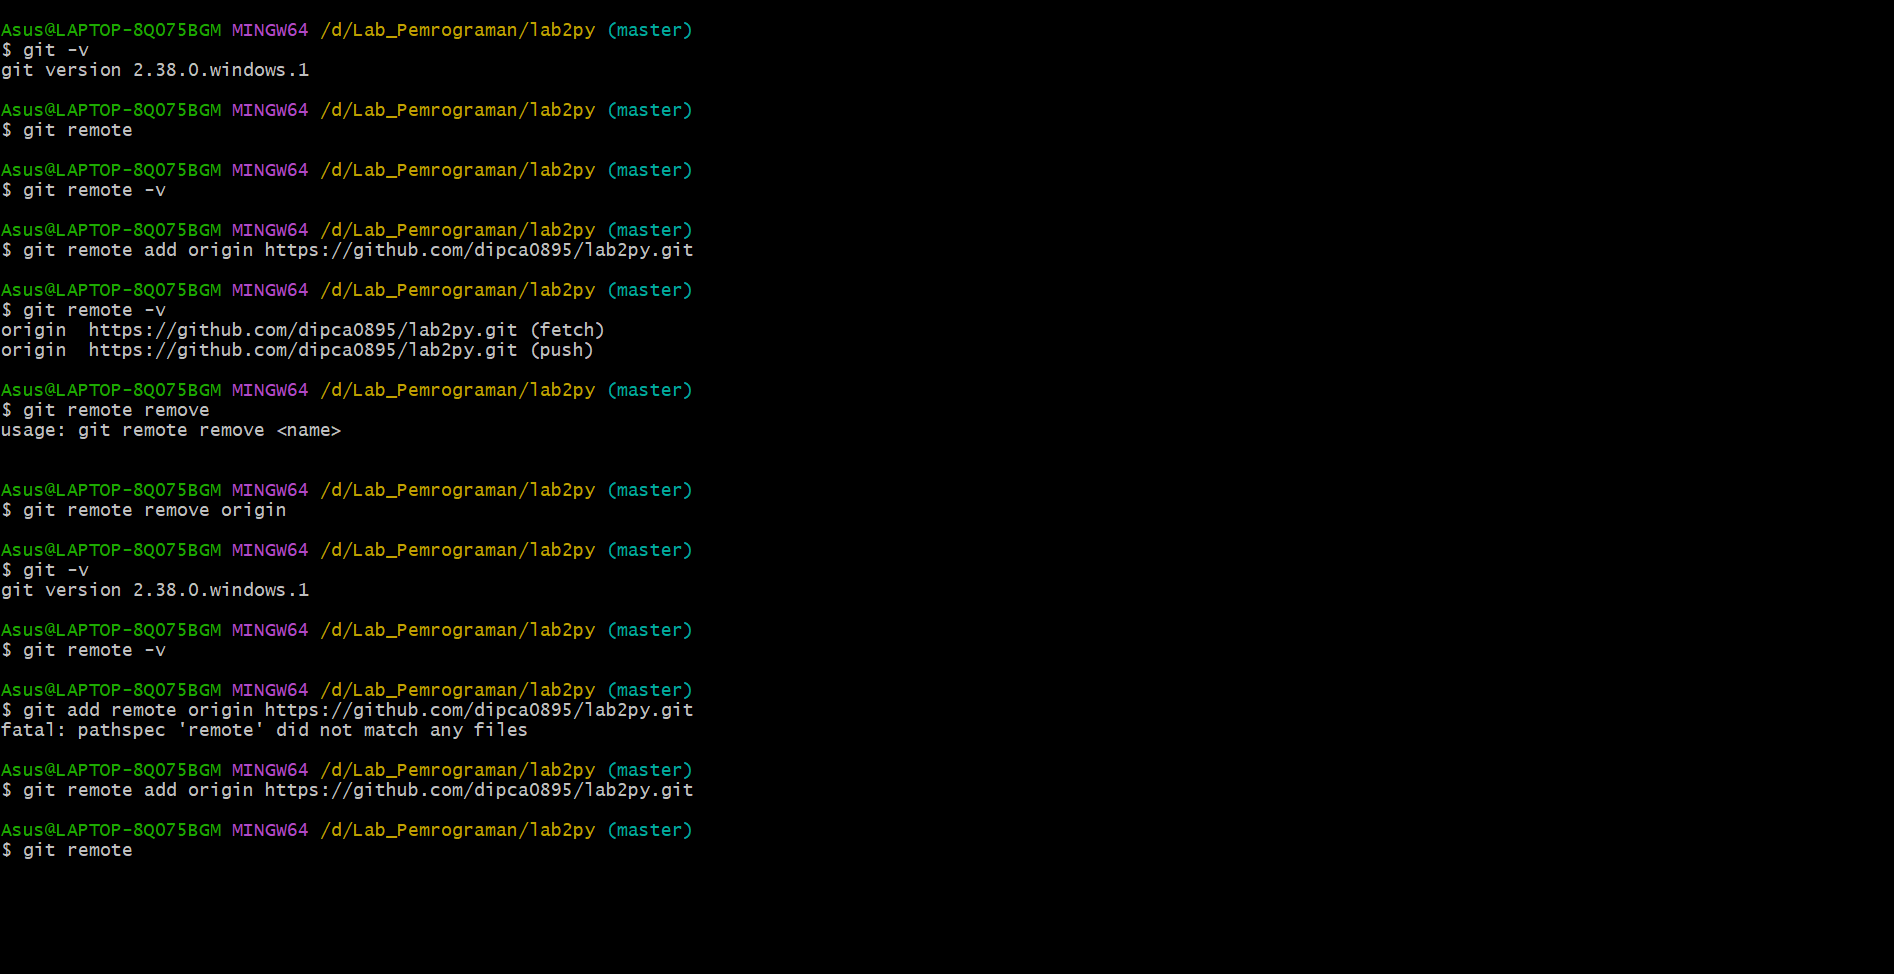 Asus@LAPTOP-8Q075BGM MINGW64 /d/Lab_Pemrograman/lab2py (master)
$ git -v
git version 2.38.0.windows.1
Asus@LAPTOP-8Q075BGM MINGW64 /d/Lab_Pemrograman/lab2py (master)
$ git remote
Asus@LAPTOP-8Q075BGM MINGW64 /d/Lab_Pemrograman/lab2py (master)
$ git remote -v
Asus@LAPTOP-8Q075BGM MINGW64 /d/Lab_Pemrograman/lab2py (master)
$ git remote add origin https://github.com/dipca0895/lab2py.git
Asus@LAPTOP-8Q075BGM MINGW64 /d/Lab_Pemrograman/lab2py (master)
$ git remote -v
origin  https://github.com/dipca0895/lab2py.git (fetch)
origin  https://github.com/dipca0895/lab2py.git (push)
Asus@LAPTOP-8Q075BGM MINGW64 /d/Lab_Pemrograman/lab2py (master)
$ git remote remove
usage: git remote remove <name>
Asus@LAPTOP-8Q075BGM MINGW64 /d/Lab_Pemrograman/lab2py (master)
$ git remote remove origin
Asus@LAPTOP-8Q075BGM MINGW64 /d/Lab_Pemrograman/lab2py (master)
$ git -v
git version 2.38.0.windows.1
Asus@LAPTOP-8Q075BGM MINGW64 /d/Lab_Pemrograman/lab2py (master)
$ git remote -v
Asus@LAPTOP-8Q075BGM MINGW64 /d/Lab_Pemrograman/lab2py (master)
$ git add remote origin https://github.com/dipca0895/lab2py.git
fatal: pathspec 'remote' did not match any files
Asus@LAPTOP-8Q075BGM MINGW64 /d/Lab_Pemrograman/lab2py (master)
$ git remote add origin https://github.com/dipca0895/lab2py.git
Asus@LAPTOP-8Q075BGM MINGW64 /d/Lab_Pemrograman/lab2py (master)
$ git remote